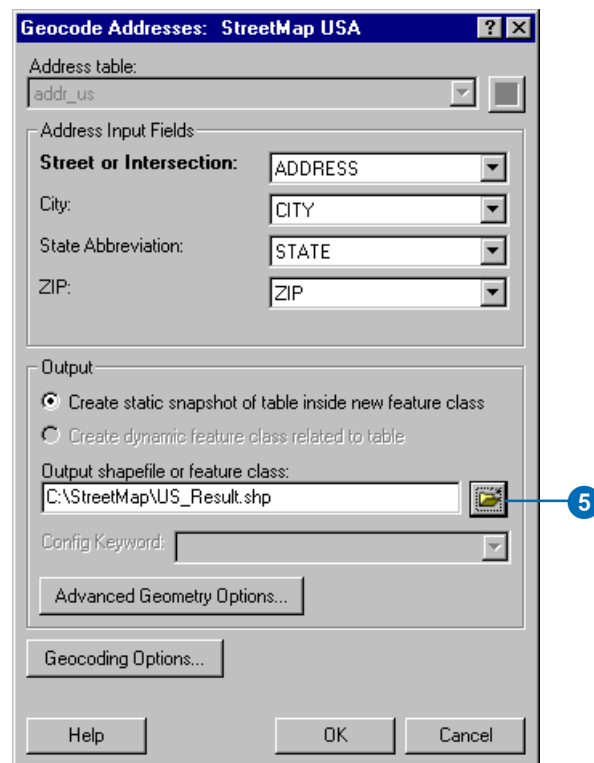 Geocode Addresses: StreetMap USA
Address table:
addr_us
Address Input Fields
Street or Intersection: ADDRESS
City: CITY
State Abbreviation: STATE
ZIP: ZIP
Output
Create static snapshot of table inside new feature class
Create dynamic feature class related to table
Output shapefile or feature class:
C:\StreetMap\US_Result.shp
5
Config Keyword:
Advanced Geometry Options...
Geocoding Options...
Help OK Cancel